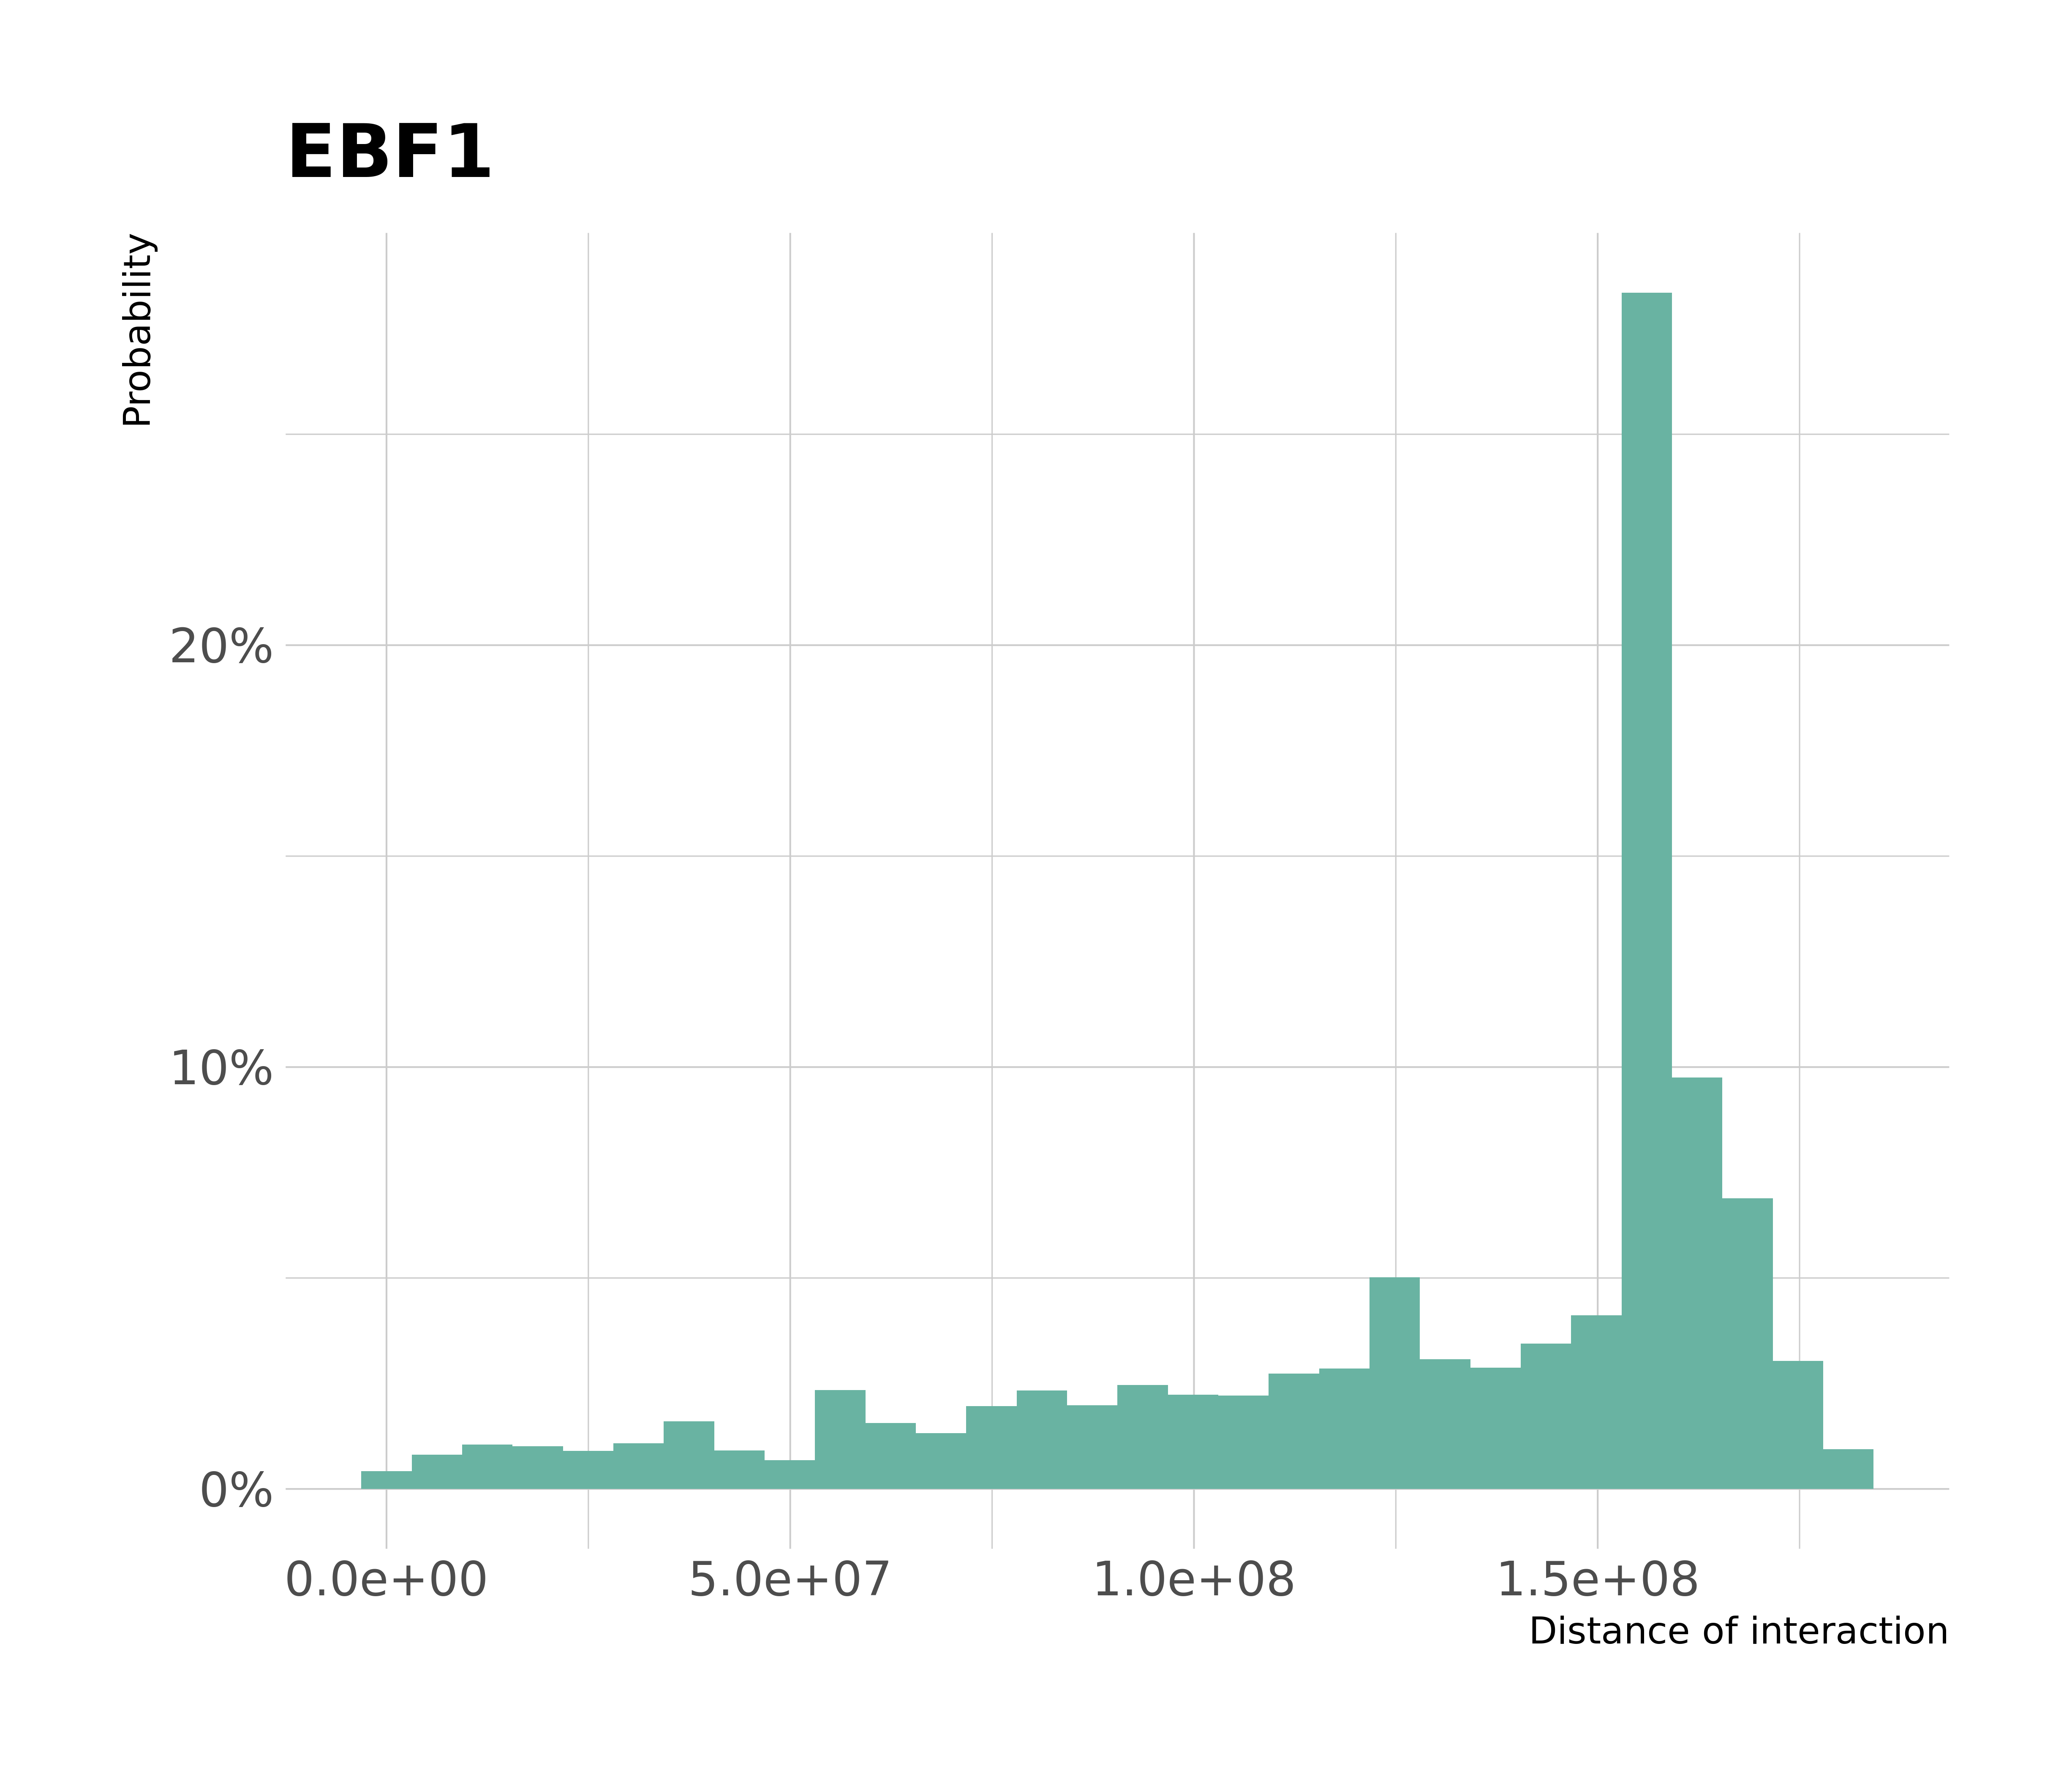 EBF1
Probability
20%
10%
0%
0.0e+00 5.0e+07 1.0e+08 1.5e+08
Distance of interaction